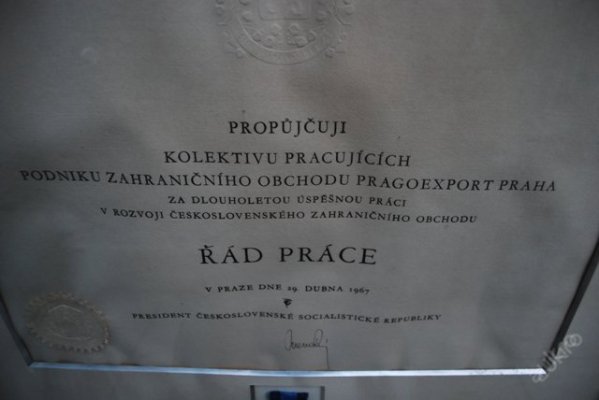 PROPŮJČUJI
KOLEKTIVU PRACUJÍCÍCH
PODNIKU ZAHRANIČNÍHO OBCHODU PRAGOEXPORT PRAHA
ZA DLOUHOLETOU ÚSPĚŠNOU PRÁCI
V ROZVOJI ČESKOSLOVENSKÉHO ZAHRANIČNÍHO OBCHODU
ŘÁD PRÁCE
V PRAZE DNE 29. DUBNA 1967
PRESIDENT ČESKOSLOVENSKÉ SOCIALISTICKÉ REPUBLIKY